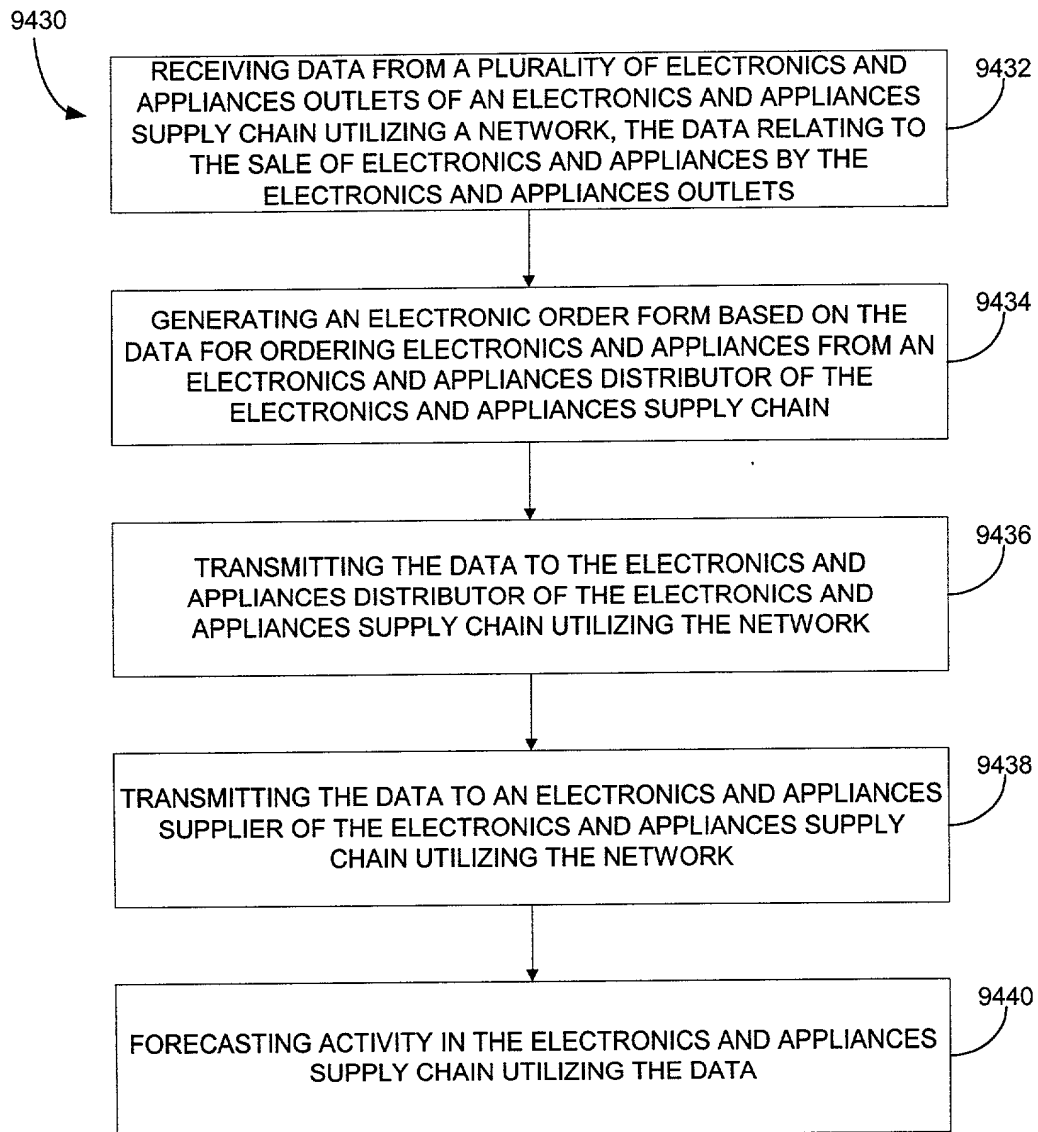 9430
RECEIVING DATA FROM A PLURALITY OF ELECTRONICS AND
APPLIANCES OUTLETS OF AN ELECTRONICS AND APPLIANCES
SUPPLY CHAIN UTILIZING A NETWORK, THE DATA RELATING TO
THE SALE OF ELECTRONICS AND APPLIANCES BY THE
ELECTRONICS AND APPLIANCES OUTLETS
9432
GENERATING AN ELECTRONIC ORDER FORM BASED ON THE
DATA FOR ORDERING ELECTRONICS AND APPLIANCES FROM AN
ELECTRONICS AND APPLIANCES DISTRIBUTOR OF THE
ELECTRONICS AND APPLIANCES SUPPLY CHAIN
9434
TRANSMITTING THE DATA TO THE ELECTRONICS AND
APPLIANCES DISTRIBUTOR OF THE ELECTRONICS AND
APPLIANCES SUPPLY CHAIN UTILIZING THE NETWORK
9436
TRANSMITTING THE DATA TO AN ELECTRONICS AND APPLIANCES
SUPPLIER OF THE ELECTRONICS AND APPLIANCES SUPPLY
CHAIN UTILIZING THE NETWORK
9438
FORECASTING ACTIVITY IN THE ELECTRONICS AND APPLIANCES
SUPPLY CHAIN UTILIZING THE DATA
9440